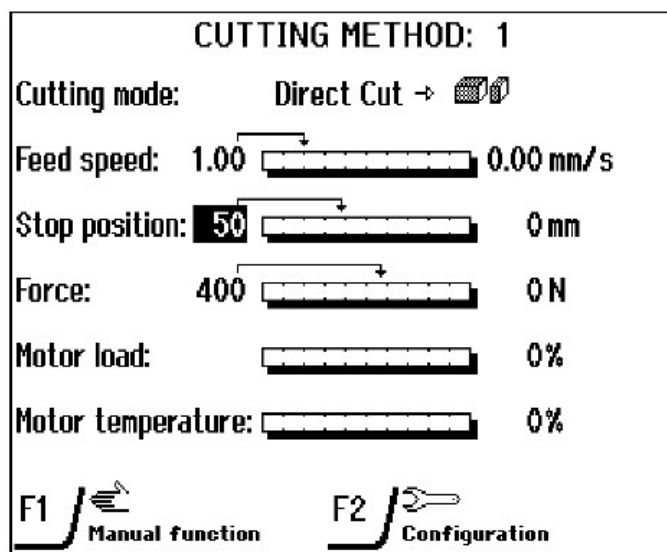 CUTTING METHOD: 1
Cutting mode: Direct Cut →
Feed speed: 1.00 0.00 mm/s
Stop position: 50 0 mm
Force: 400 0 N
Motor load: 0%
Motor temperature: 0%
F1 Manual function F2 Configuration